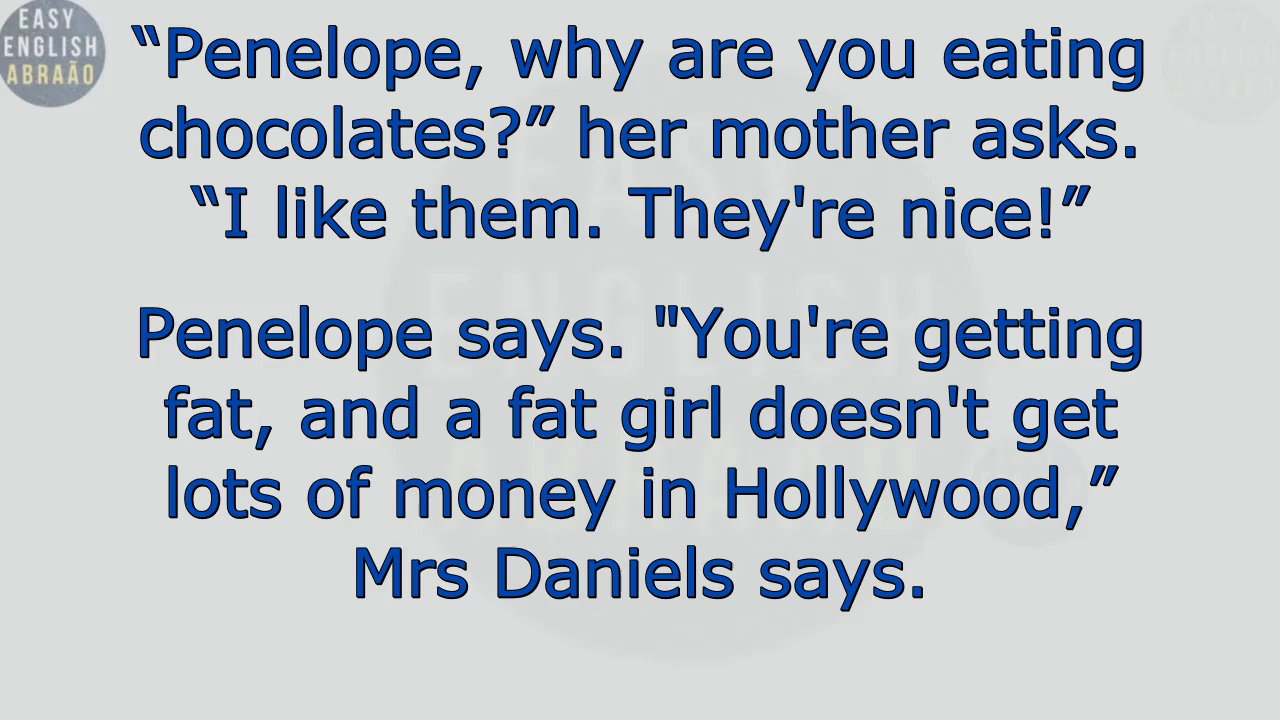 EASY
ENGLISH
ABRAÃO
“Penelope, why are you eating
chocolates?” her mother asks.
“I like them. They're nice!”
Penelope says. "You're getting
fat, and a fat girl doesn't get
lots of money in Hollywood,”
Mrs Daniels says.